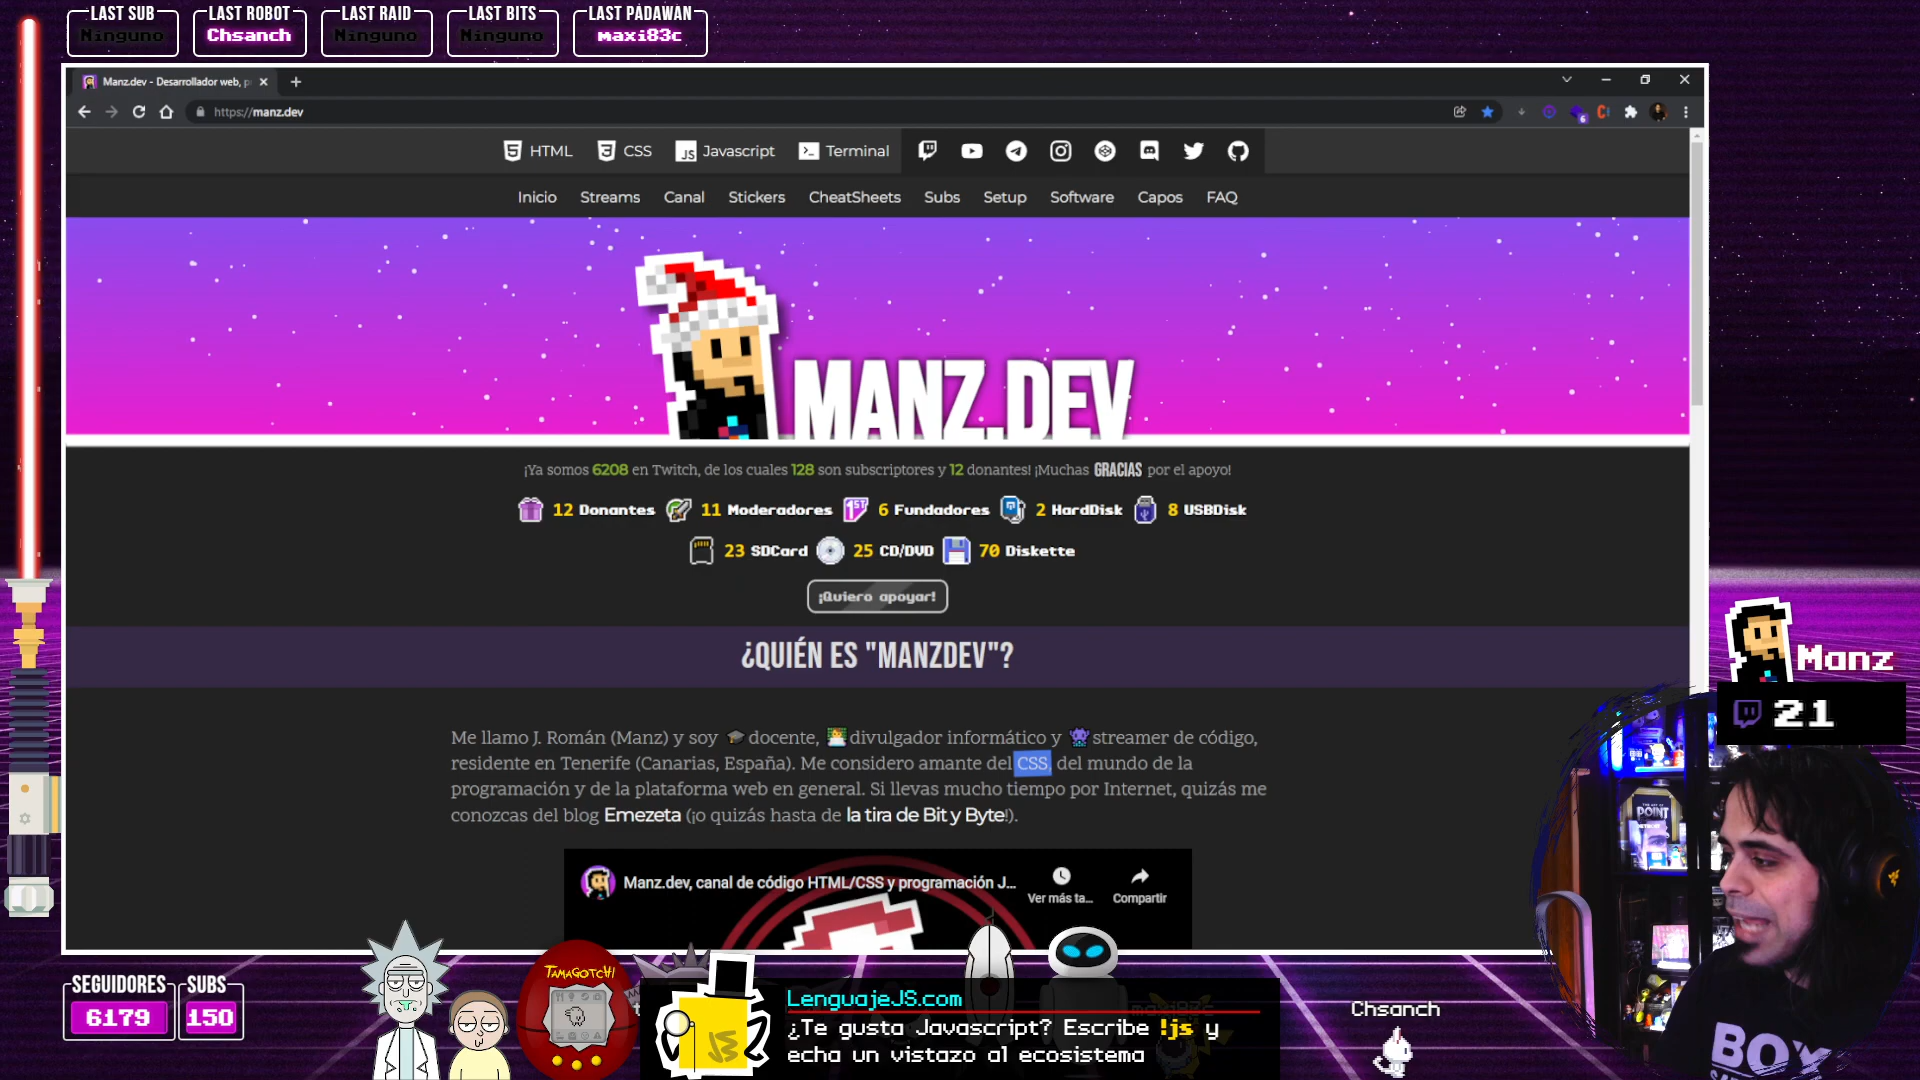 LAST SUB
Ninguno
LAST ROBOT
Chsanch
LAST RAID
Ninguno
LAST BITS
Ninguno
LAST PADAWAN
maxi83c
Manz.dev - Desarrollador web, p
https://manz.dev
HTML CSS JS Javascript Terminal
Inicio Streams Canal Stickers CheatSheets Subs Setup Software Capos FAQ
MANZ.DEV
¡Ya somos 6208 en Twitch, de los cuales 128 son subscriptores y 12 donantes! ¡Muchas GRACIAS por el apoyo!
12 Donantes 11 Moderadores 1ST 6 Fundadores 2 HardDisk 8 USBDisk
23 SDCard 25 CD/DVD 70 Diskette
¡Quiero apoyar!
¿QUIÉN ES "MANZDEV"?
Me llamo J. Román (Manz) y soy docente, divulgador informático y streamer de código,
residente en Tenerife (Canarias, España). Me considero amante del CSS, del mundo de la
programación y de la plataforma web en general. Si llevas mucho tiempo por Internet, quizás me
conozcas del blog Emezeta (¡o quizás hasta de la tira de Bit y Byte!).
Manz.dev, canal de código HTML/CSS y programación J...
Ver más ta...
Compartir
Manz
21
POINT
SEGUIDORES
6179
SUBS
150
TAMAGOTCHI
JS
LenguajeJS.com
¿Te gusta Javascript? Escribe !js y
echa un vistazo al ecosistema
Chsanch
BOX